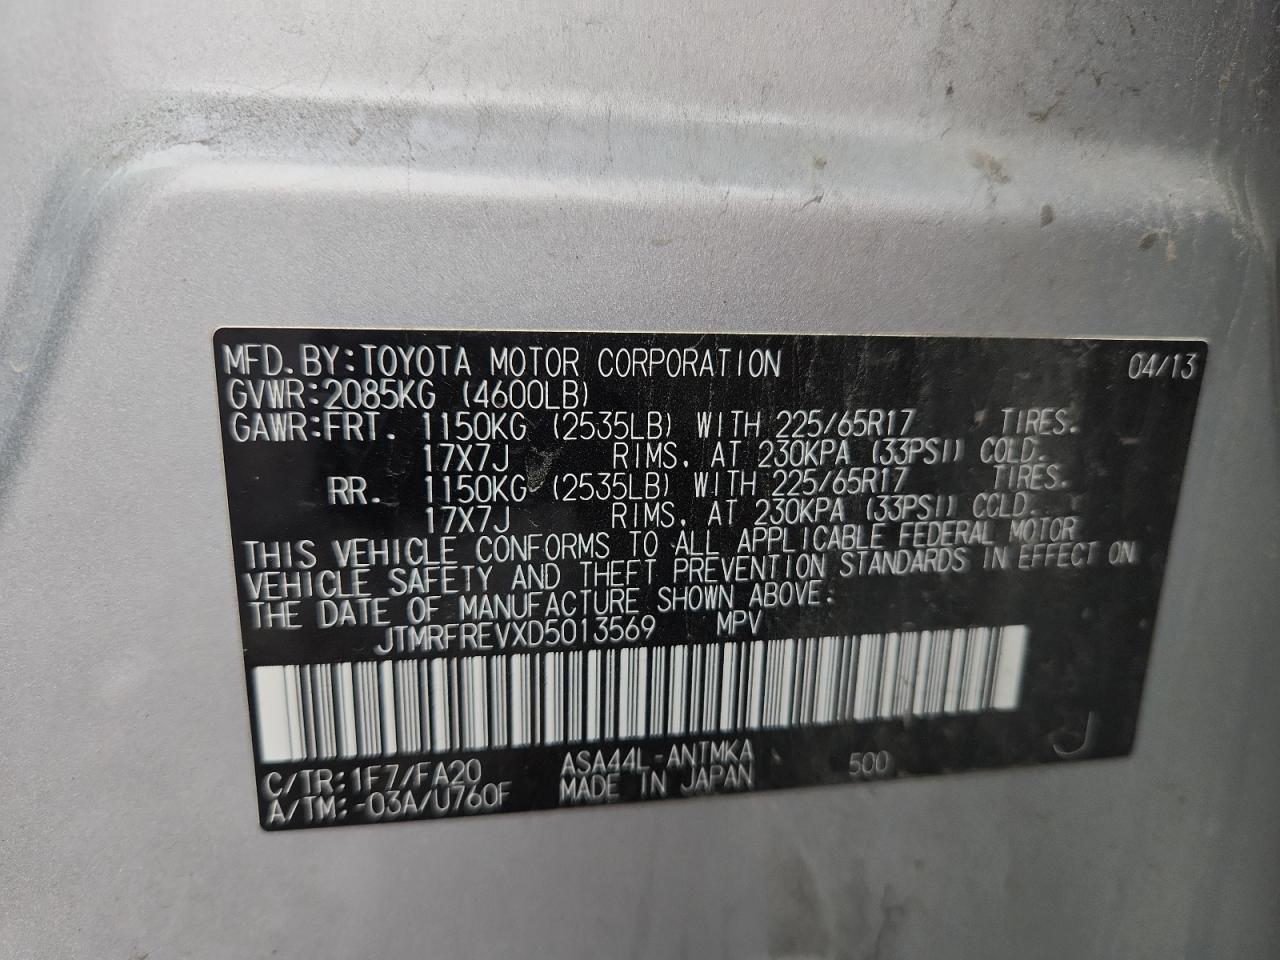 MFD. BY: TOYOTA MOTOR CORPORATION 04/13
GVWR: 2085KG (4600LB)
GAWR: FRT. 1150KG (2535LB) WITH 225/65R17 TIRES.
17X7J RIMS, AT 230KPA (33PSI) COLD.
RR. 1150KG (2535LB) WITH 225/65R17 TIRES.
17X7J RIMS, AT 230KPA (33PSI) COLD.
THIS VEHICLE CONFORMS TO ALL APPLICABLE FEDERAL MOTOR
VEHICLE SAFETY AND THEFT PREVENTION STANDARDS IN EFFECT ON
THE DATE OF MANUFACTURE SHOWN ABOVE.
JTMRFREVXD5013569 MPV
C/TR: 1F7/FA20 ASA44L-ANTMKA 500 J
A/TM: -03A/U760F MADE IN JAPAN